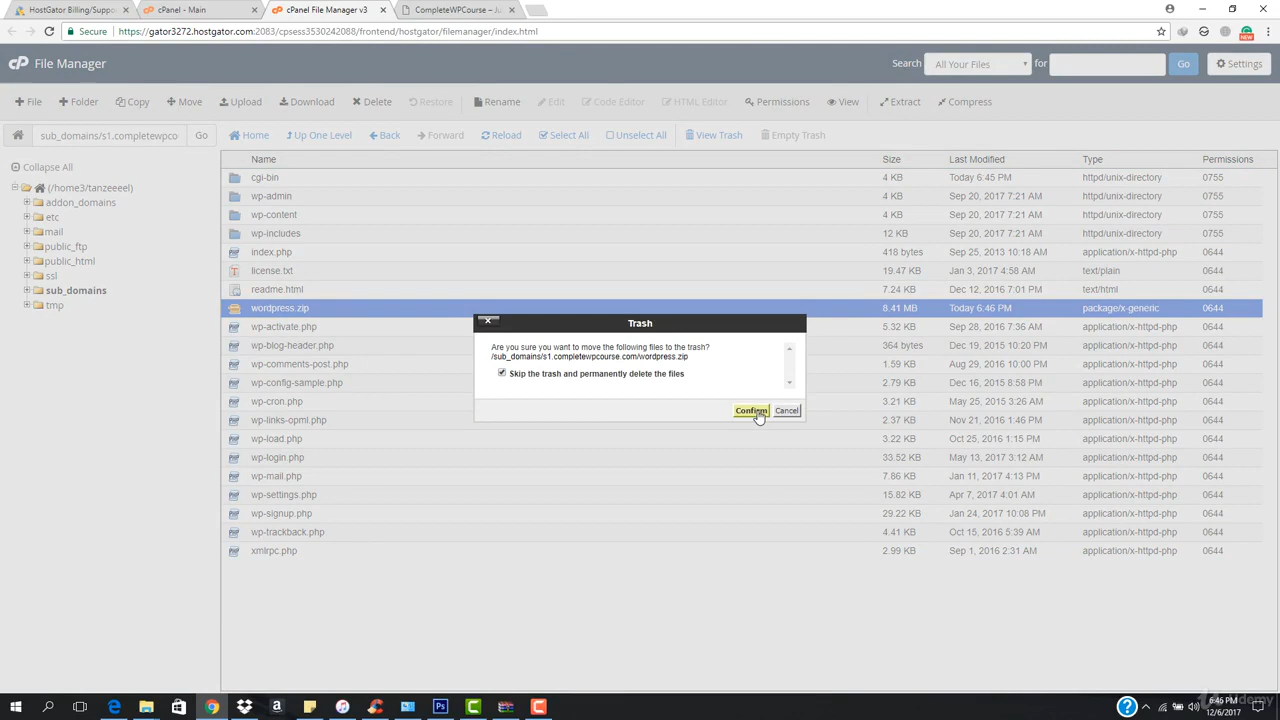 HostGator Billing/Suppo
cPanel - Main
cPanel File Manager v3
CompleteWPCourse – Ju
Secure https://gator3272.hostgator.com:2083/cpsess3530242088/frontend/hostgator/filemanager/index.html
File Manager
Search All Your Files for Go Settings
File Folder Copy Move Upload Download Delete Restore Rename Edit Code Editor HTML Editor Permissions View Extract Compress
sub_domains/s1.completewpco Go Home Up One Level Back Forward Reload Select All Unselect All View Trash Empty Trash
Collapse All
(/home3/tanzeeel)
addon_domains
etc
mail
public_ftp
public_html
ssl
sub_domains
tmp
Name Size Last Modified Type Permissions
cgi-bin 4 KB Today 6:45 PM httpd/unix-directory 0755
wp-admin 4 KB Sep 20, 2017 7:21 AM httpd/unix-directory 0755
wp-content 4 KB Sep 20, 2017 7:21 AM httpd/unix-directory 0755
wp-includes 12 KB Sep 20, 2017 7:21 AM httpd/unix-directory 0755
index.php 418 bytes Sep 25, 2013 10:18 AM application/x-httpd-php 0644
license.txt 19.47 KB Jan 3, 2017 4:58 AM text/plain 0644
readme.html 7.24 KB Dec 12, 2016 7:01 PM text/html 0644
wordpress.zip 8.41 MB Today 6:46 PM package/x-generic 0644
wp-activate.php 5.32 KB Sep 28, 2016 7:36 AM application/x-httpd-php 0644
wp-blog-header.php 364 bytes Dec 19, 2015 4:20 PM application/x-httpd-php 0644
wp-comments-post.php 1.59 KB Aug 29, 2016 10:00 PM application/x-httpd-php 0644
wp-config-sample.php 2.79 KB Dec 16, 2015 8:58 PM application/x-httpd-php 0644
wp-cron.php 3.21 KB May 25, 2015 3:26 AM application/x-httpd-php 0644
wp-links-opml.php 2.37 KB Nov 21, 2016 1:46 PM application/x-httpd-php 0644
wp-load.php 3.22 KB Oct 25, 2016 1:15 PM application/x-httpd-php 0644
wp-login.php 33.52 KB May 13, 2017 3:12 AM application/x-httpd-php 0644
wp-mail.php 7.86 KB Jan 11, 2017 4:13 PM application/x-httpd-php 0644
wp-settings.php 15.82 KB Apr 7, 2017 4:01 AM application/x-httpd-php 0644
wp-signup.php 29.22 KB Jan 24, 2017 10:08 PM application/x-httpd-php 0644
wp-trackback.php 4.41 KB Oct 15, 2016 5:39 AM application/x-httpd-php 0644
xmlrpc.php 2.99 KB Sep 1, 2016 2:31 AM application/x-httpd-php 0644
Trash
Are you sure you want to move the following files to the trash?
/sub_domains/s1.completewpcourse.com/wordpress.zip
Skip the trash and permanently delete the files
Confirm Cancel
6:46 PM
12/6/2017